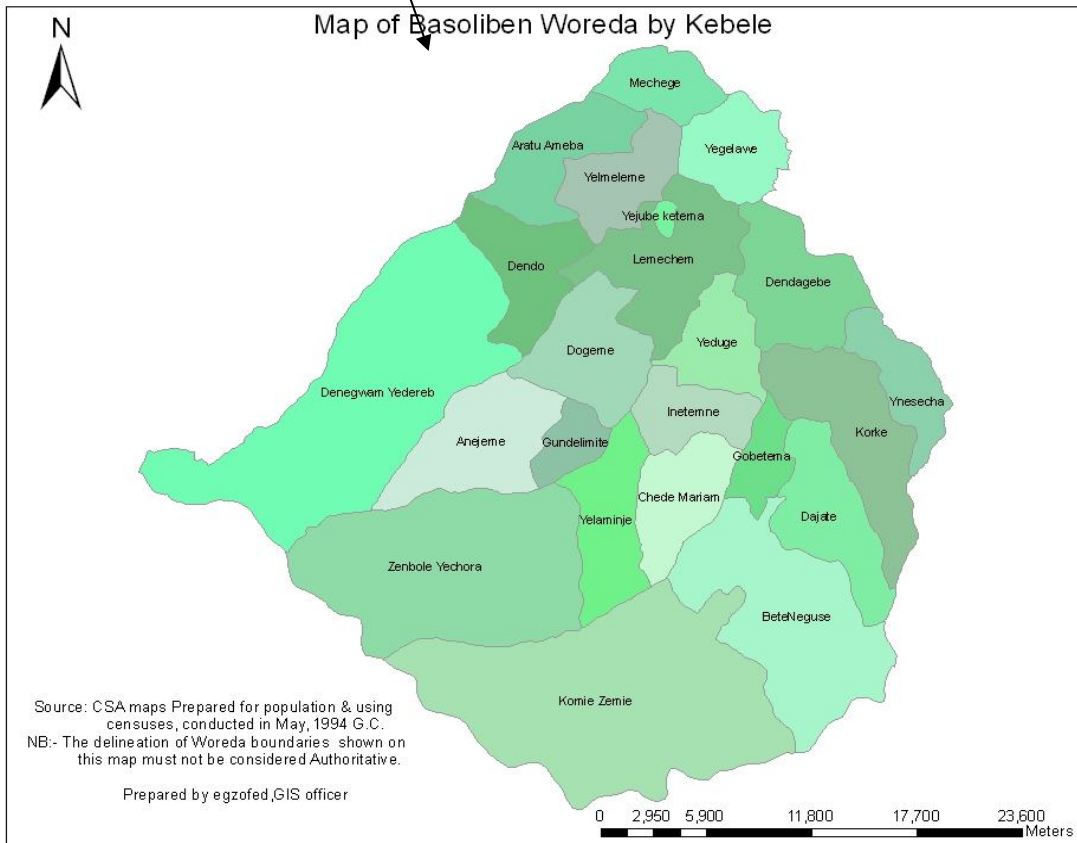 Map of Basoliben Woreda by Kebele
N
Mechege
Aratu Ameba
Yegelawe
Yelmeleme
Yejube ketema
Lemechem
Dendo
Dendagebe
Dogeme
Yeduge
Denegwam Yedereb
Ynesecha
Inetemne
Korke
Anejeme
Gundelimite
Gobetema
Chede Mariam
Yelaminje
Dajate
Zenbole Yechora
BeteNeguse
Komie Zemie
Source: CSA maps Prepared for population & using
censuses, conducted in May, 1994 G.C.
NB:- The delineation of Woreda boundaries shown on
this map must not be considered Authoritative.
Prepared by egzofed,GIS officer
0 2,950 5,900 11,800 17,700 23,600
Meters